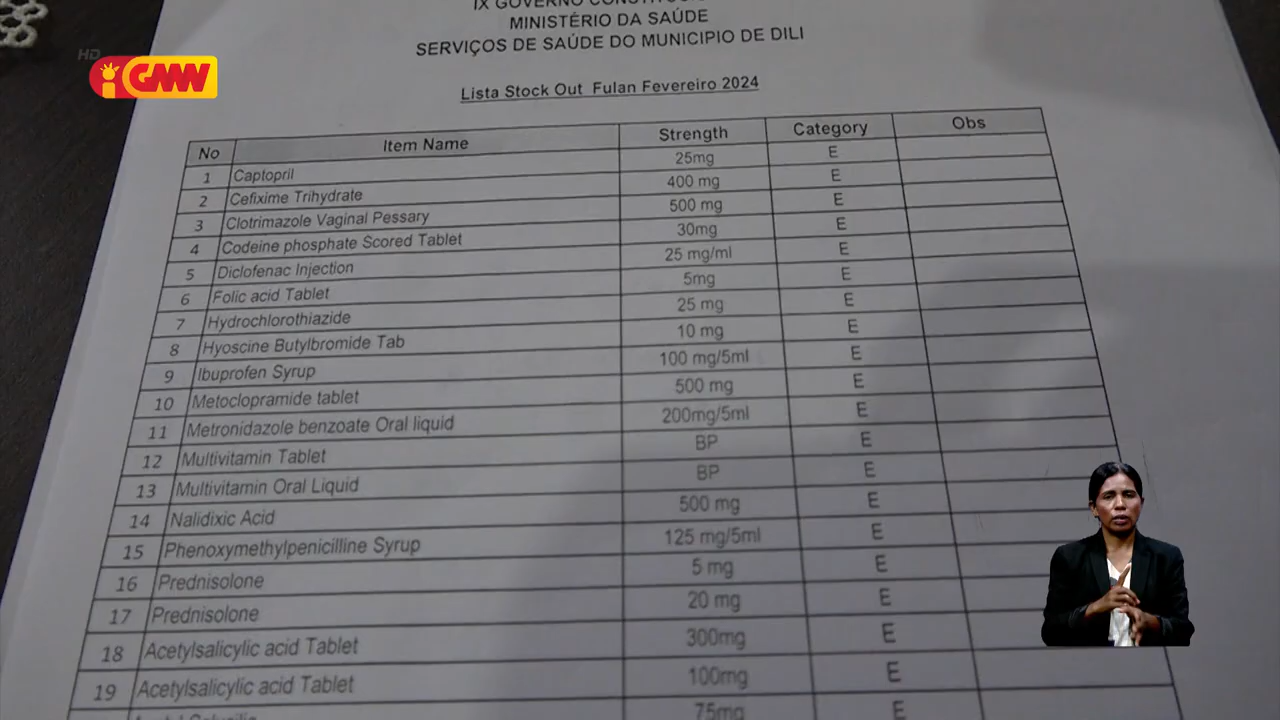 IX GOVERNO
MINISTÉRIO DA SAÚDE
SERVIÇOS DE SAÚDE DO MUNICIPIO DE DILI
HD
GMN
Lista Stock Out Fulan Fevereiro 2024
No Item Name Strength Category Obs
1 Captopril 25mg E
2 Cefixime Trihydrate 400 mg E
3 Clotrimazole Vaginal Pessary 500 mg E
4 Codeine phosphate Scored Tablet 30mg E
5 Diclofenac Injection 25 mg/ml E
6 Folic acid Tablet 5mg E
7 Hydrochlorothiazide 25 mg E
8 Hyoscine Butylbromide Tab 10 mg E
9 Ibuprofen Syrup 100 mg/5ml E
10 Metoclopramide tablet 500 mg E
11 Metronidazole benzoate Oral liquid 200mg/5ml E
12 Multivitamin Tablet BP E
13 Multivitamin Oral Liquid BP E
14 Nalidixic Acid 500 mg E
15 Phenoxymethylpenicilline Syrup 125 mg/5ml E
16 Prednisolone 5 mg E
17 Prednisolone 20 mg E
18 Acetylsalicylic acid Tablet 300mg E
19 Acetylsalicylic acid Tablet 100mg E
75mg E